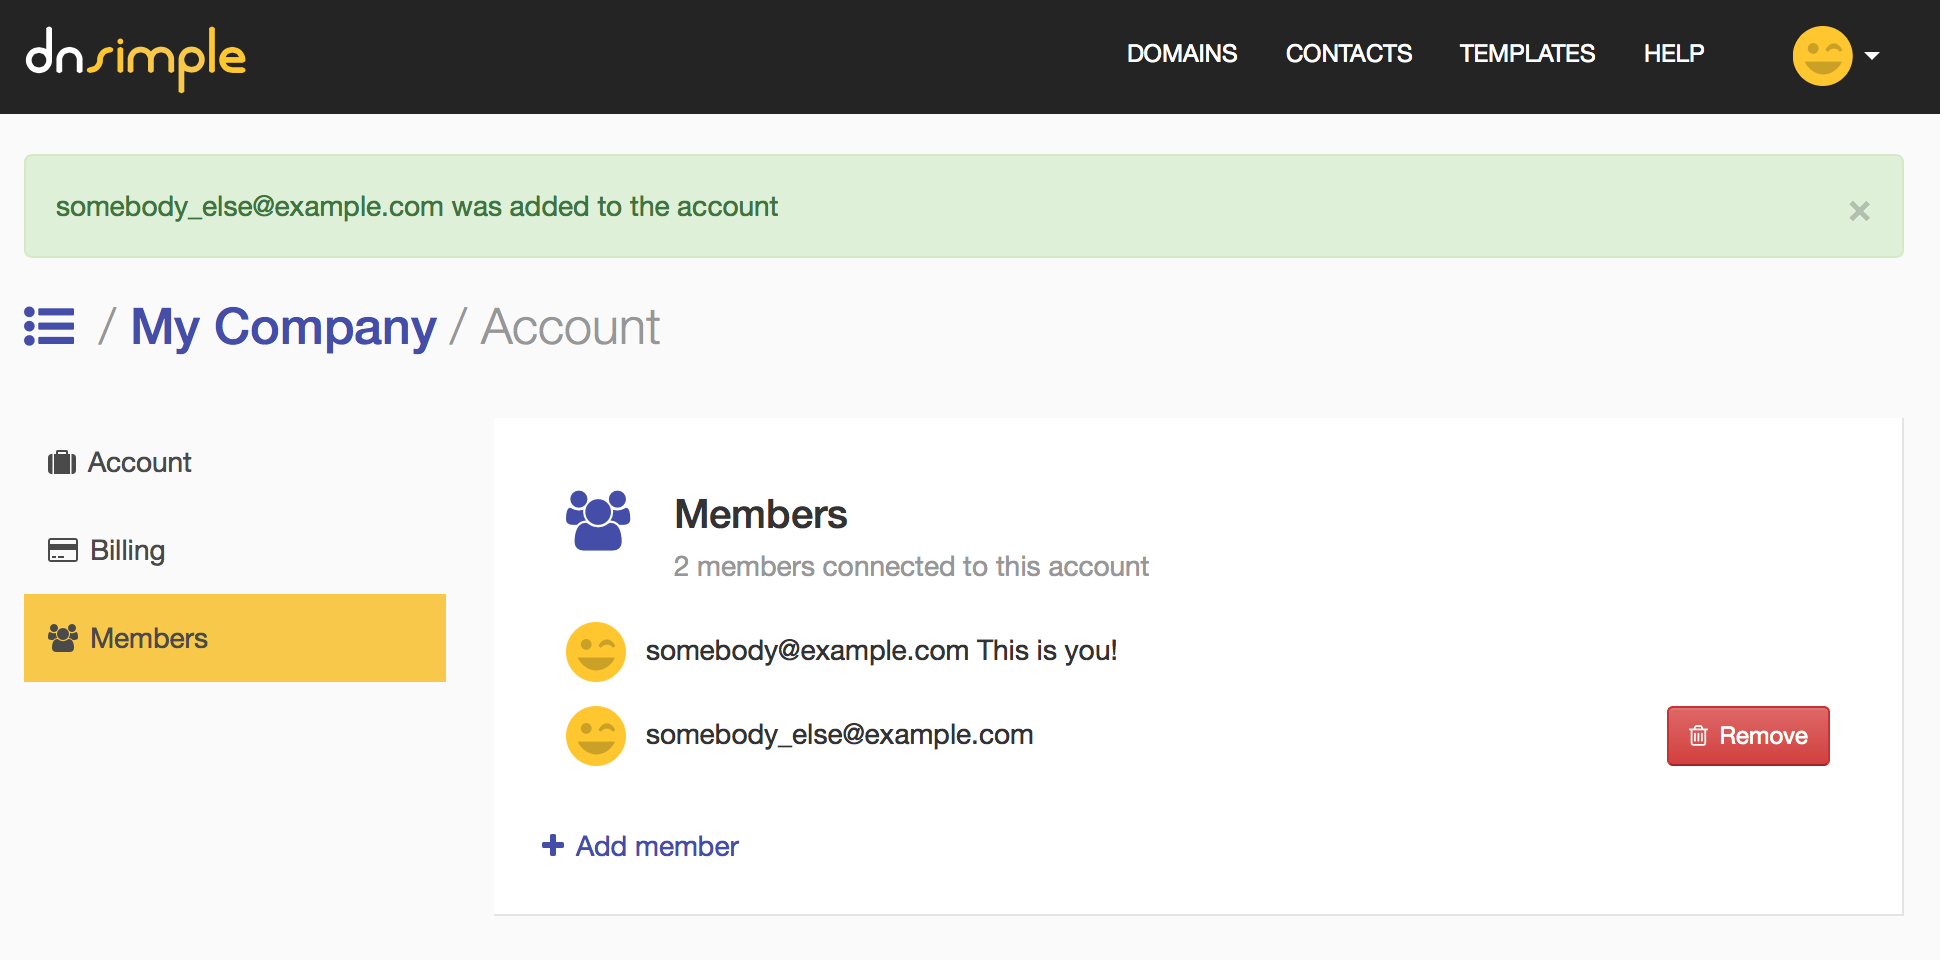 dnsimple DOMAINS CONTACTS TEMPLATES HELP
somebody_else@example.com was added to the account ×
/ My Company / Account
Account
Billing
Members
Members
2 members connected to this account
somebody@example.com This is you!
somebody_else@example.com Remove
+ Add member